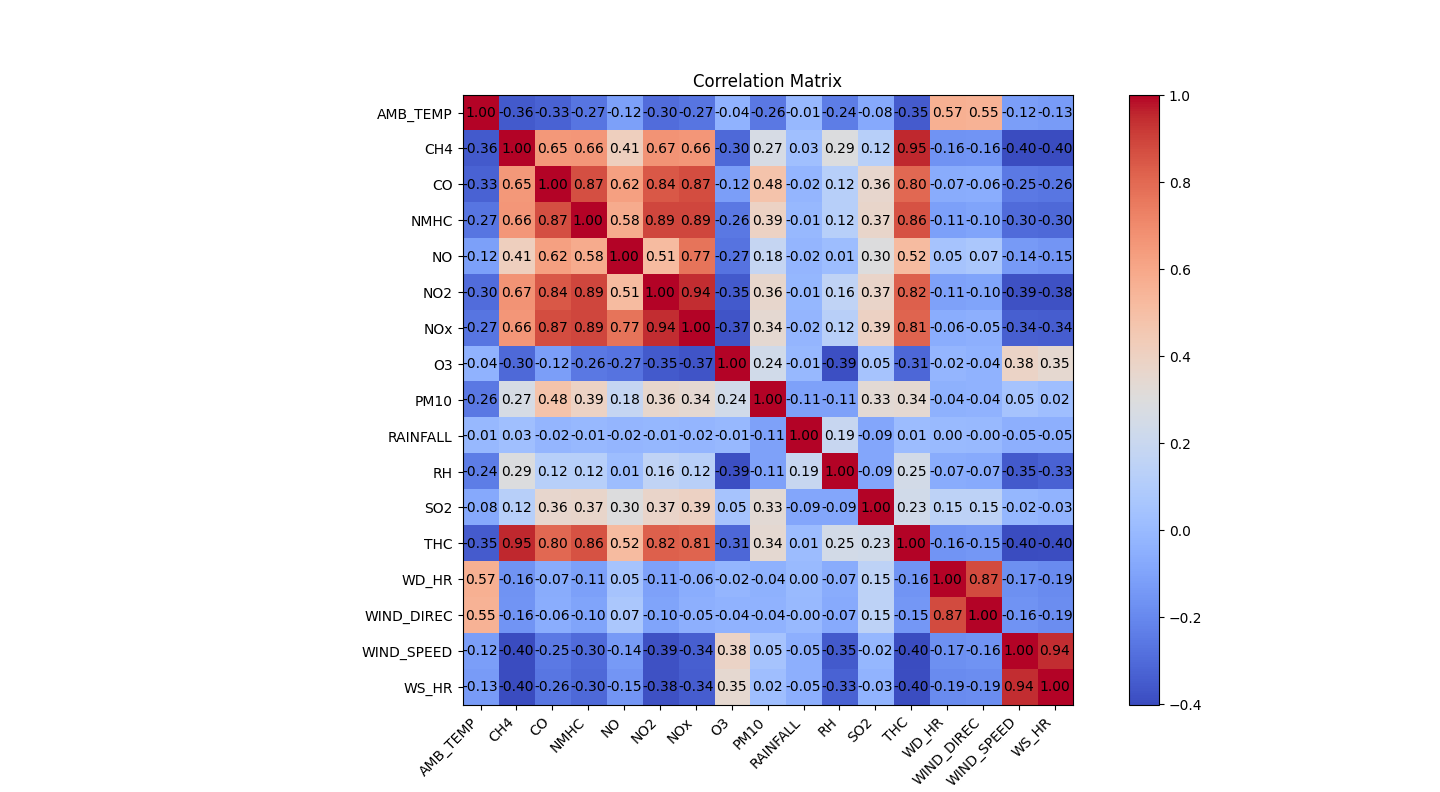 Correlation Matrix
AMB_TEMP 1.00 -0.36 -0.33 -0.27 -0.12 -0.30 -0.27 -0.04 -0.26 -0.01 -0.24 -0.08 -0.35 0.57 0.55 -0.12 -0.13
CH4 -0.36 1.00 0.65 0.66 0.41 0.67 0.66 -0.30 0.27 0.03 0.29 0.12 0.95 -0.16 -0.16 -0.40 -0.40
CO -0.33 0.65 1.00 0.87 0.62 0.84 0.87 -0.12 0.48 -0.02 0.12 0.36 0.80 -0.07 -0.06 -0.25 -0.26
NMHC -0.27 0.66 0.87 1.00 0.58 0.89 0.89 -0.26 0.39 -0.01 0.12 0.37 0.86 -0.11 -0.10 -0.30 -0.30
NO -0.12 0.41 0.62 0.58 1.00 0.51 0.77 -0.27 0.18 -0.02 0.01 0.30 0.52 0.05 0.07 -0.14 -0.15
NO2 -0.30 0.67 0.84 0.89 0.51 1.00 0.94 -0.35 0.36 -0.01 0.16 0.37 0.82 -0.11 -0.10 -0.39 -0.38
NOx -0.27 0.66 0.87 0.89 0.77 0.94 1.00 -0.37 0.34 -0.02 0.12 0.39 0.81 -0.06 -0.05 -0.34 -0.34
O3 -0.04 -0.30 -0.12 -0.26 -0.27 -0.35 -0.37 1.00 0.24 -0.01 -0.39 0.05 -0.31 -0.02 -0.04 0.38 0.35
PM10 -0.26 0.27 0.48 0.39 0.18 0.36 0.34 0.24 1.00 -0.11 -0.11 0.33 0.34 -0.04 -0.04 0.05 0.02
RAINFALL -0.01 0.03 -0.02 -0.01 -0.02 -0.01 -0.02 -0.01 -0.11 1.00 0.19 -0.09 0.01 0.00 -0.00 -0.05 -0.05
RH -0.24 0.29 0.12 0.12 0.01 0.16 0.12 -0.39 -0.11 0.19 1.00 -0.09 0.25 -0.07 -0.07 -0.35 -0.33
SO2 -0.08 0.12 0.36 0.37 0.30 0.37 0.39 0.05 0.33 -0.09 -0.09 1.00 0.23 0.15 0.15 -0.02 -0.03
THC -0.35 0.95 0.80 0.86 0.52 0.82 0.81 -0.31 0.34 0.01 0.25 0.23 1.00 -0.16 -0.15 -0.40 -0.40
WD_HR 0.57 -0.16 -0.07 -0.11 0.05 -0.11 -0.06 -0.02 -0.04 0.00 -0.07 0.15 -0.16 1.00 0.87 -0.17 -0.19
WIND_DIREC 0.55 -0.16 -0.06 -0.10 0.07 -0.10 -0.05 -0.04 -0.04 -0.00 -0.07 0.15 -0.15 0.87 1.00 -0.16 -0.19
WIND_SPEED -0.12 -0.40 -0.25 -0.30 -0.14 -0.39 -0.34 0.38 0.05 -0.05 -0.35 -0.02 -0.40 -0.17 -0.16 1.00 0.94
WS_HR -0.13 -0.40 -0.26 -0.30 -0.15 -0.38 -0.34 0.35 0.02 -0.05 -0.33 -0.03 -0.40 -0.19 -0.19 0.94 1.00
AMB_TEMP CH4 CO NMHC NO NO2 NOx O3 PM10 RAINFALL RH SO2 THC WD_HR WIND_DIREC WIND_SPEED WS_HR
1.0
0.8
0.6
0.4
0.2
0.0
−0.2
−0.4